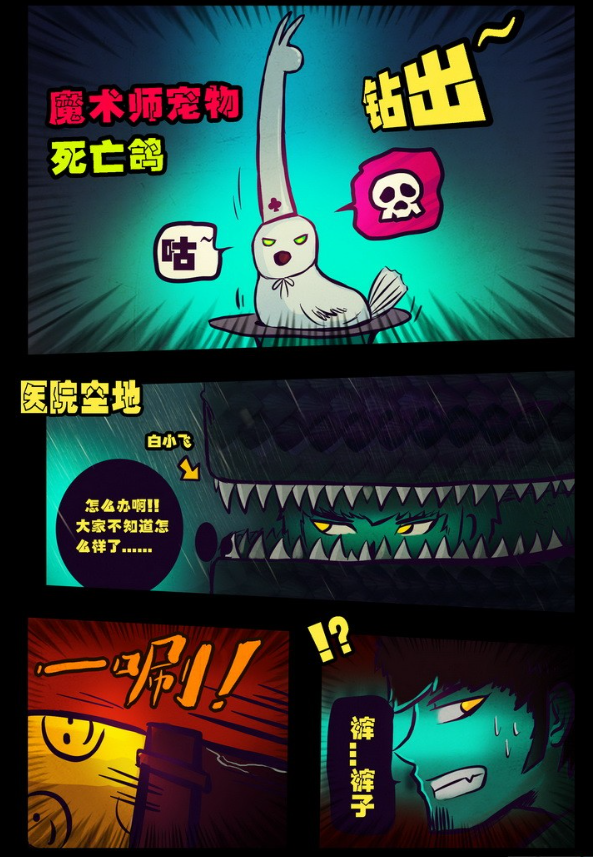 魔术师宠物
死亡鸽
钻出~
咕~
医院空地
白小飞
怎么办啊!!
大家不知道怎
么样了……
一唰!!
!?
裤…裤子